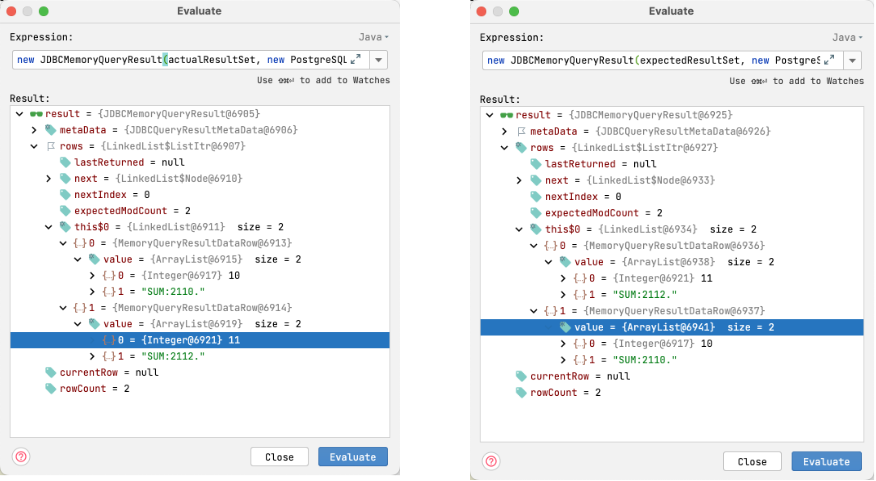 Evaluate
Expression:
Java
new JDBCMemoryQueryResult(actualResultSet, new PostgreSQL
Use ⇧⌘↩ to add to Watches
Result:
result = {JDBCMemoryQueryResult@6905}
metaData = {JDBCQueryResultMetaData@6906}
rows = {LinkedList$ListItr@6907}
lastReturned = null
next = {LinkedList$Node@6910}
nextIndex = 0
expectedModCount = 2
this$0 = {LinkedList@6911} size = 2
{…} 0 = {MemoryQueryResultDataRow@6913}
value = {ArrayList@6915} size = 2
{…} 0 = {Integer@6917} 10
{…} 1 = "SUM:2110."
{…} 1 = {MemoryQueryResultDataRow@6914}
value = {ArrayList@6919} size = 2
{…} 0 = {Integer@6921} 11
{…} 1 = "SUM:2112."
currentRow = null
rowCount = 2
?
Close
Evaluate
Evaluate
Expression:
Java
new JDBCMemoryQueryResult(expectedResultSet, new PostgreS
Use ⇧⌘↩ to add to Watches
Result:
result = {JDBCMemoryQueryResult@6925}
metaData = {JDBCQueryResultMetaData@6926}
rows = {LinkedList$ListItr@6927}
lastReturned = null
next = {LinkedList$Node@6933}
nextIndex = 0
expectedModCount = 2
this$0 = {LinkedList@6934} size = 2
{…} 0 = {MemoryQueryResultDataRow@6936}
value = {ArrayList@6938} size = 2
{…} 0 = {Integer@6921} 11
{…} 1 = "SUM:2112."
{…} 1 = {MemoryQueryResultDataRow@6937}
value = {ArrayList@6941} size = 2
{…} 0 = {Integer@6917} 10
{…} 1 = "SUM:2110."
currentRow = null
rowCount = 2
?
Close
Evaluate